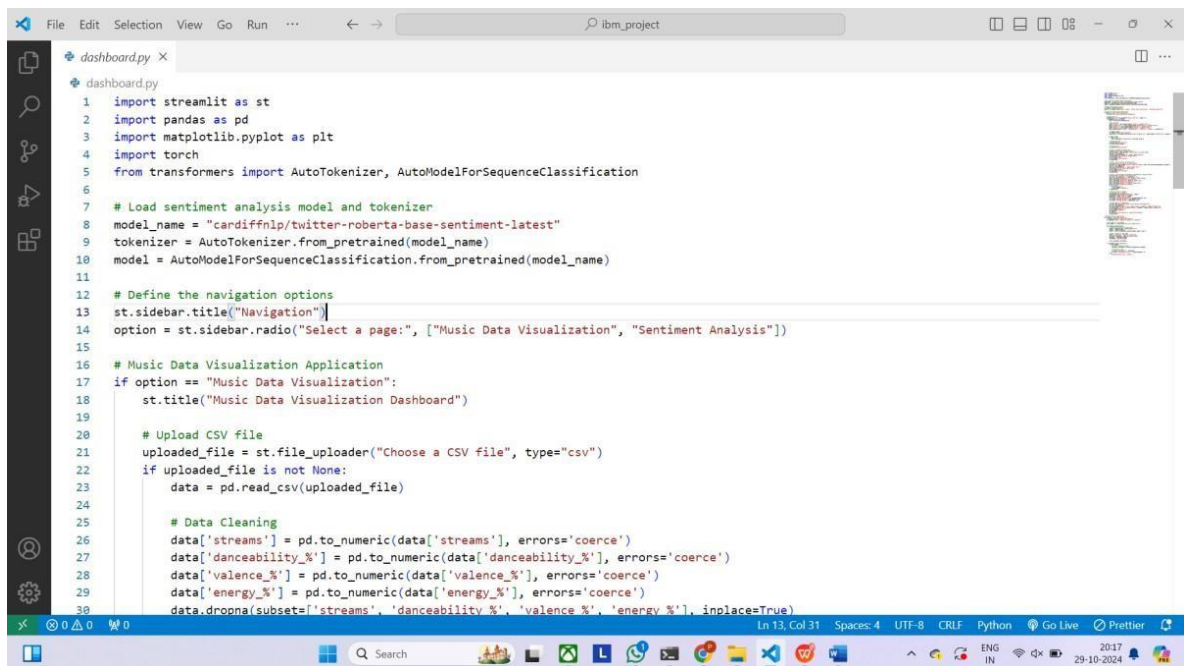 File Edit Selection View Go Run ···
ibm_project
dashboard.py
dashboard.py
1 import streamlit as st
2 import pandas as pd
3 import matplotlib.pyplot as plt
4 import torch
5 from transformers import AutoTokenizer, AutoModelForSequenceClassification
6
7 # Load sentiment analysis model and tokenizer
8 model_name = "cardiffnlp/twitter-roberta-base-sentiment-latest"
9 tokenizer = AutoTokenizer.from_pretrained(model_name)
10 model = AutoModelForSequenceClassification.from_pretrained(model_name)
11
12 # Define the navigation options
13 st.sidebar.title("Navigation")
14 option = st.sidebar.radio("Select a page:", ["Music Data Visualization", "Sentiment Analysis"])
15
16 # Music Data Visualization Application
17 if option == "Music Data Visualization":
18     st.title("Music Data Visualization Dashboard")
19
20     # Upload CSV file
21     uploaded_file = st.file_uploader("Choose a CSV file", type="csv")
22     if uploaded_file is not None:
23         data = pd.read_csv(uploaded_file)
24
25         # Data Cleaning
26         data['streams'] = pd.to_numeric(data['streams'], errors='coerce')
27         data['danceability_%'] = pd.to_numeric(data['danceability_%'], errors='coerce')
28         data['valence_%'] = pd.to_numeric(data['valence_%'], errors='coerce')
29         data['energy_%'] = pd.to_numeric(data['energy_%'], errors='coerce')
30         data.dropna(subset=['streams', 'danceability_%', 'valence_%', 'energy_%'], inplace=True)
0 0 0 Ln 13, Col 31 Spaces: 4 UTF-8 CRLF Python Go Live Prettier
Search L W ENG 20:17
IN 29-10-2024